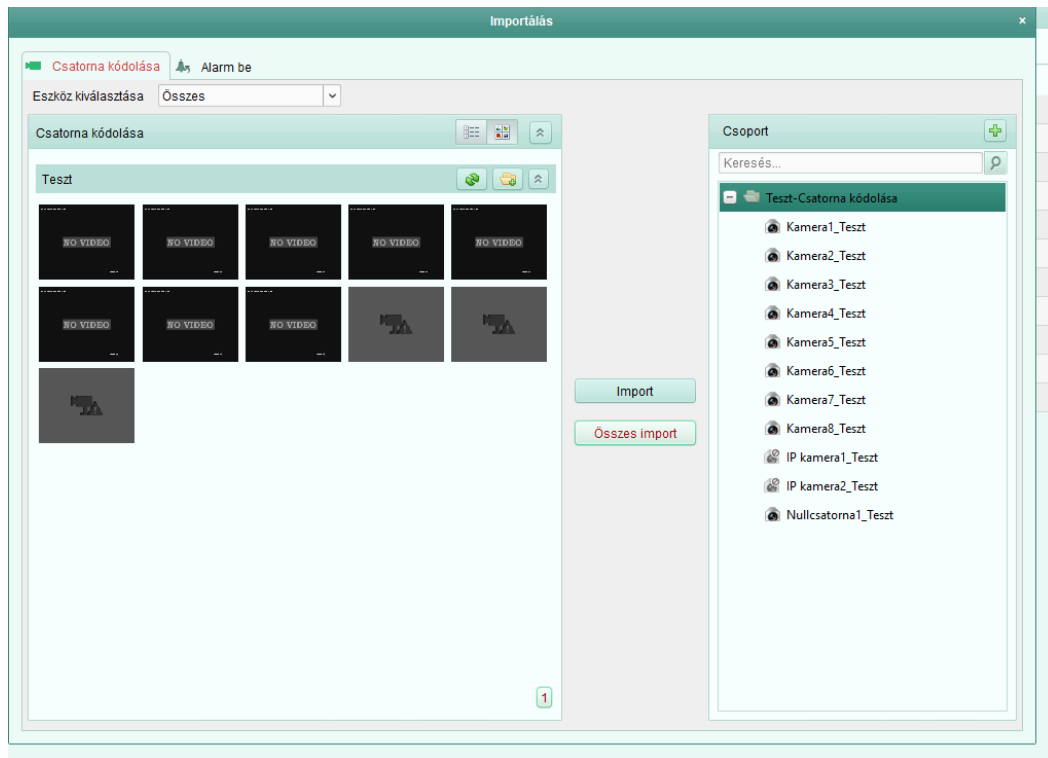 Importálás
Csatorna kódolása
Alarm be
Eszköz kiválasztása Összes
Csatorna kódolása
Teszt
NO VIDEO NO VIDEO NO VIDEO NO VIDEO NO VIDEO
NO VIDEO NO VIDEO NO VIDEO
1
Import
Összes import
Csoport
Keresés...
Teszt-Csatorna kódolása
Kamera1_Teszt
Kamera2_Teszt
Kamera3_Teszt
Kamera4_Teszt
Kamera5_Teszt
Kamera6_Teszt
Kamera7_Teszt
Kamera8_Teszt
IP kamera1_Teszt
IP kamera2_Teszt
Nullcsatorna1_Teszt